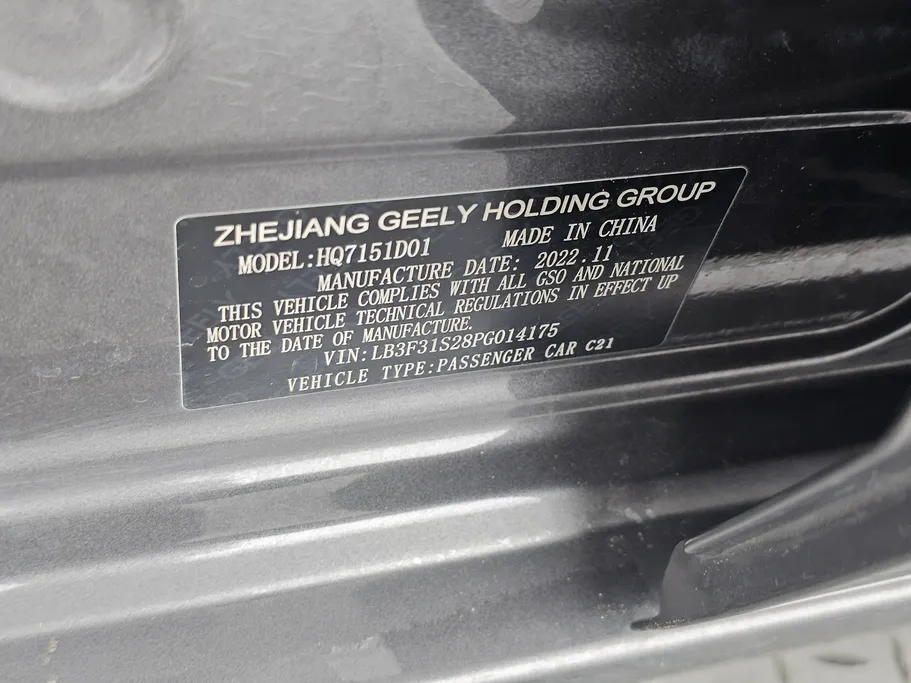 ZHEJIANG GEELY HOLDING GROUP
MODEL:HQ7151D01 MADE IN CHINA
MANUFACTURE DATE: 2022.11
THIS VEHICLE COMPLIES WITH ALL GSO AND NATIONAL
MOTOR VEHICLE TECHNICAL REGULATIONS IN EFFECT UP
TO THE DATE OF MANUFACTURE.
VIN:LB3F31S28PG014175
VEHICLE TYPE:PASSENGER CAR C21